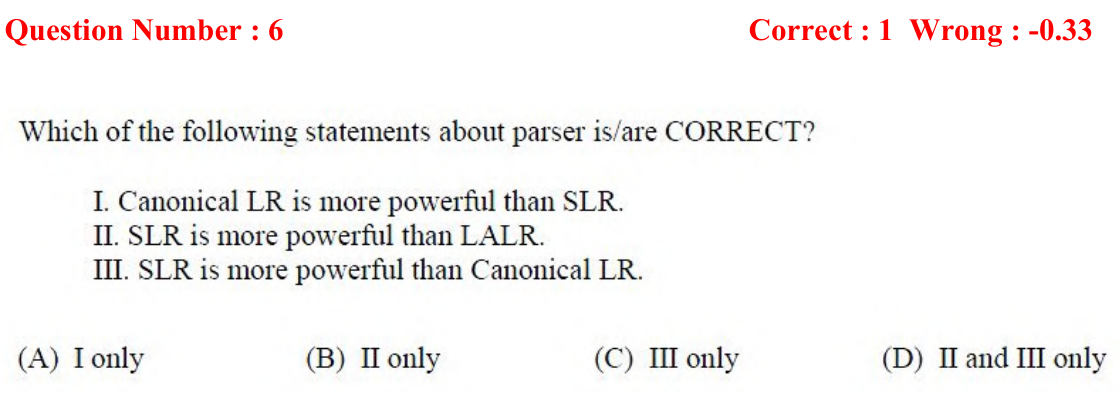 Question Number : 6 Correct : 1 Wrong : -0.33
Which of the following statements about parser is/are CORRECT?
I. Canonical LR is more powerful than SLR.
II. SLR is more powerful than LALR.
III. SLR is more powerful than Canonical LR.
(A) I only (B) II only (C) III only (D) II and III only